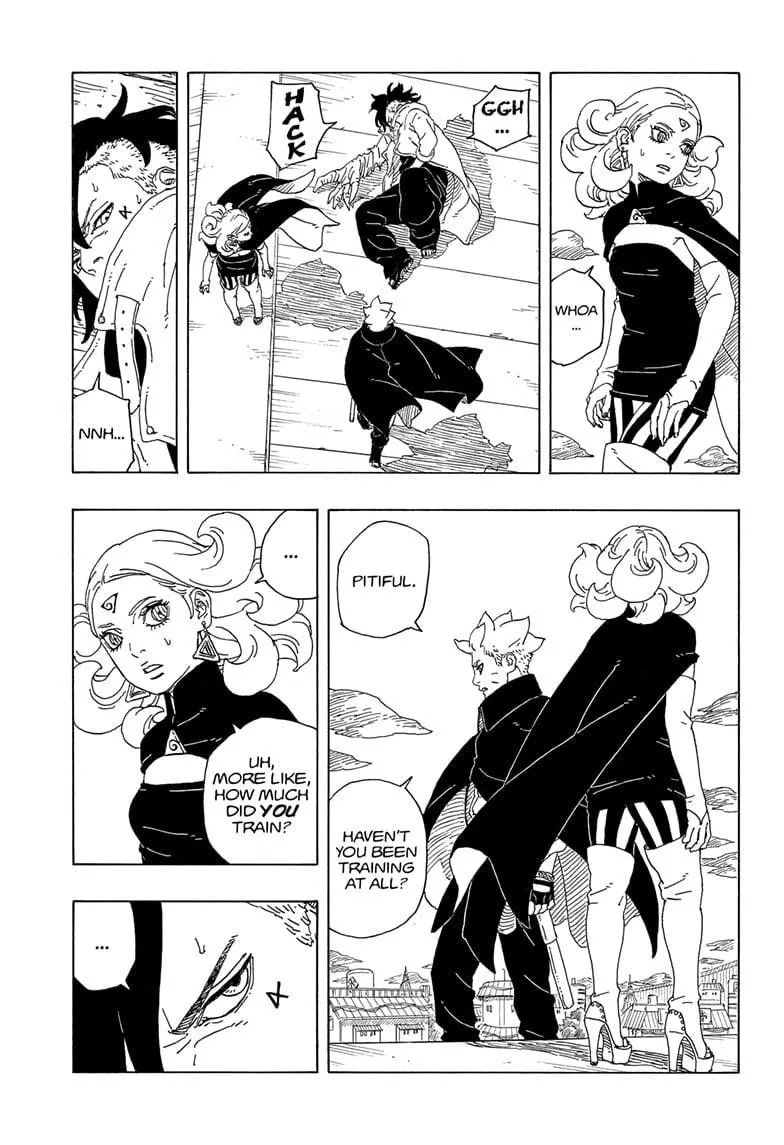 WHOA
...
GGH
...
HACK
NNH...
PITIFUL.
HAVEN'T
YOU BEEN
TRAINING
AT ALL?
...
UH,
MORE LIKE,
HOW MUCH
DID YOU
TRAIN?
...